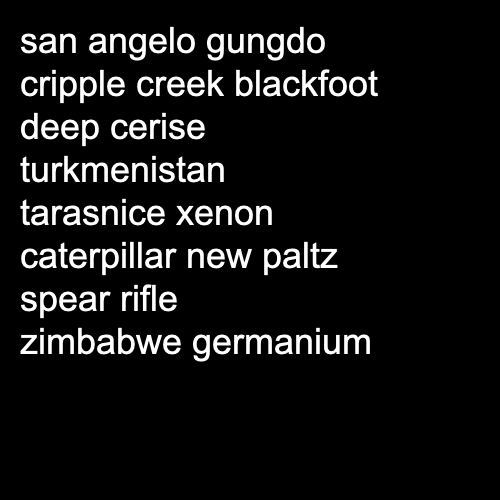 san angelo gungdo
cripple creek blackfoot
deep cerise
turkmenistan
tarasnice xenon
caterpillar new paltz
spear rifle
zimbabwe germanium